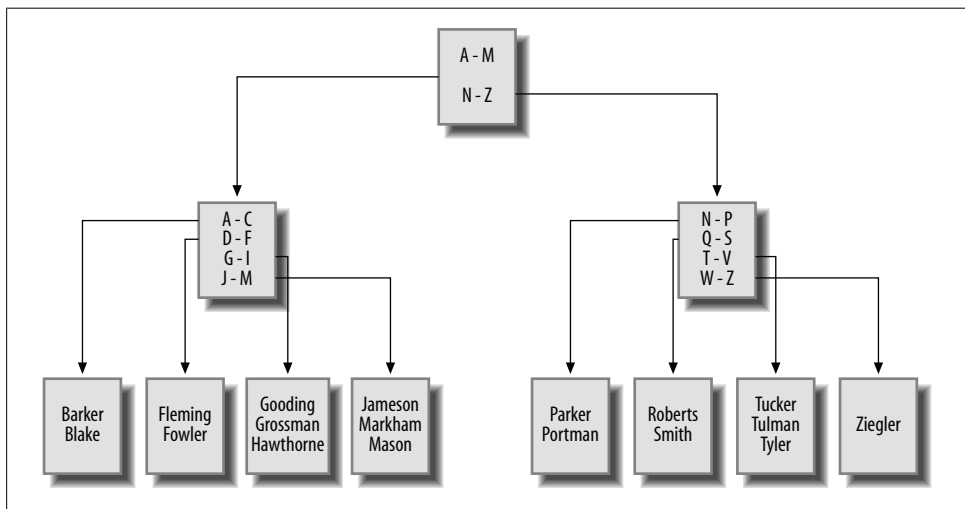 A - M
N - Z
A - C
D - F
G - I
J - M
N - P
Q - S
T - V
W - Z
Barker
Blake
Fleming
Fowler
Gooding
Grossman
Hawthorne
Jameson
Markham
Mason
Parker
Portman
Roberts
Smith
Tucker
Tulman
Tyler
Ziegler